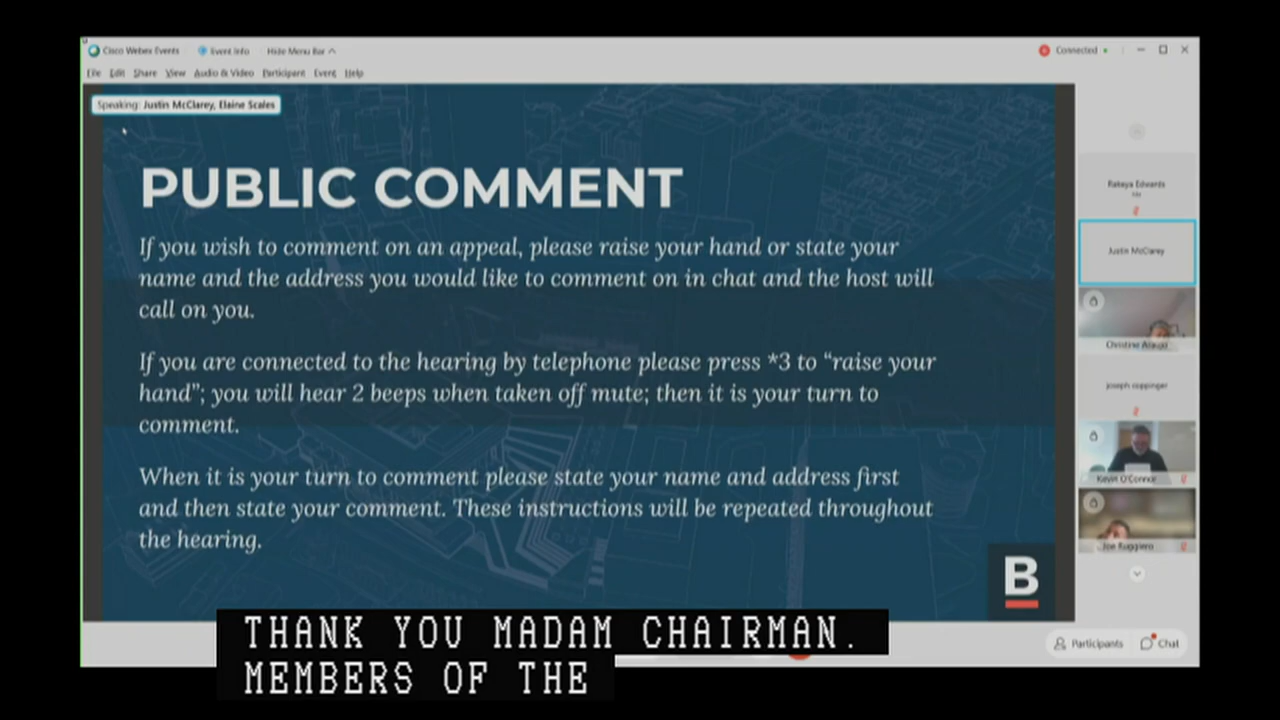 Cisco Webex Events Event Info Hide Menu Bar Connected
File Edit Share View Audio & Video Participant Event Help
Speaking: Justin McClarey, Elaine Scales
PUBLIC COMMENT
If you wish to comment on an appeal, please raise your hand or state your
name and the address you would like to comment on in chat and the host will
call on you.
If you are connected to the hearing by telephone please press *3 to “raise your
hand”; you will hear 2 beeps when taken off mute; then it is your turn to
comment.
When it is your turn to comment please state your name and address first
and then state your comment. These instructions will be repeated throughout
the hearing.
B
Rakeya Edwards
Justin McClarey
Christine Araujo
joseph
Kevin O'Connor
Joe Ruggiero
Participants Chat
THANK YOU MADAM CHAIRMAN.
MEMBERS OF THE